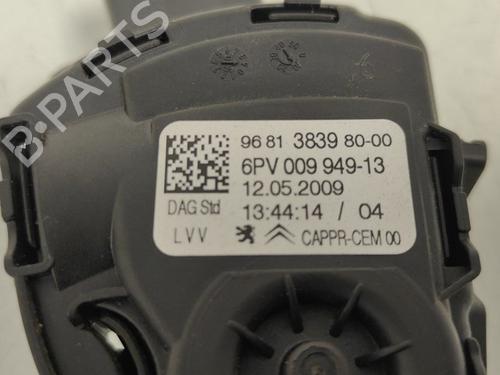 B-PARTS
96 81 3839 80-00
6PV 009 949-13
12.05.2009
DAG Std
13:44:14 / 04
LVV
CAPPR-CEM 00